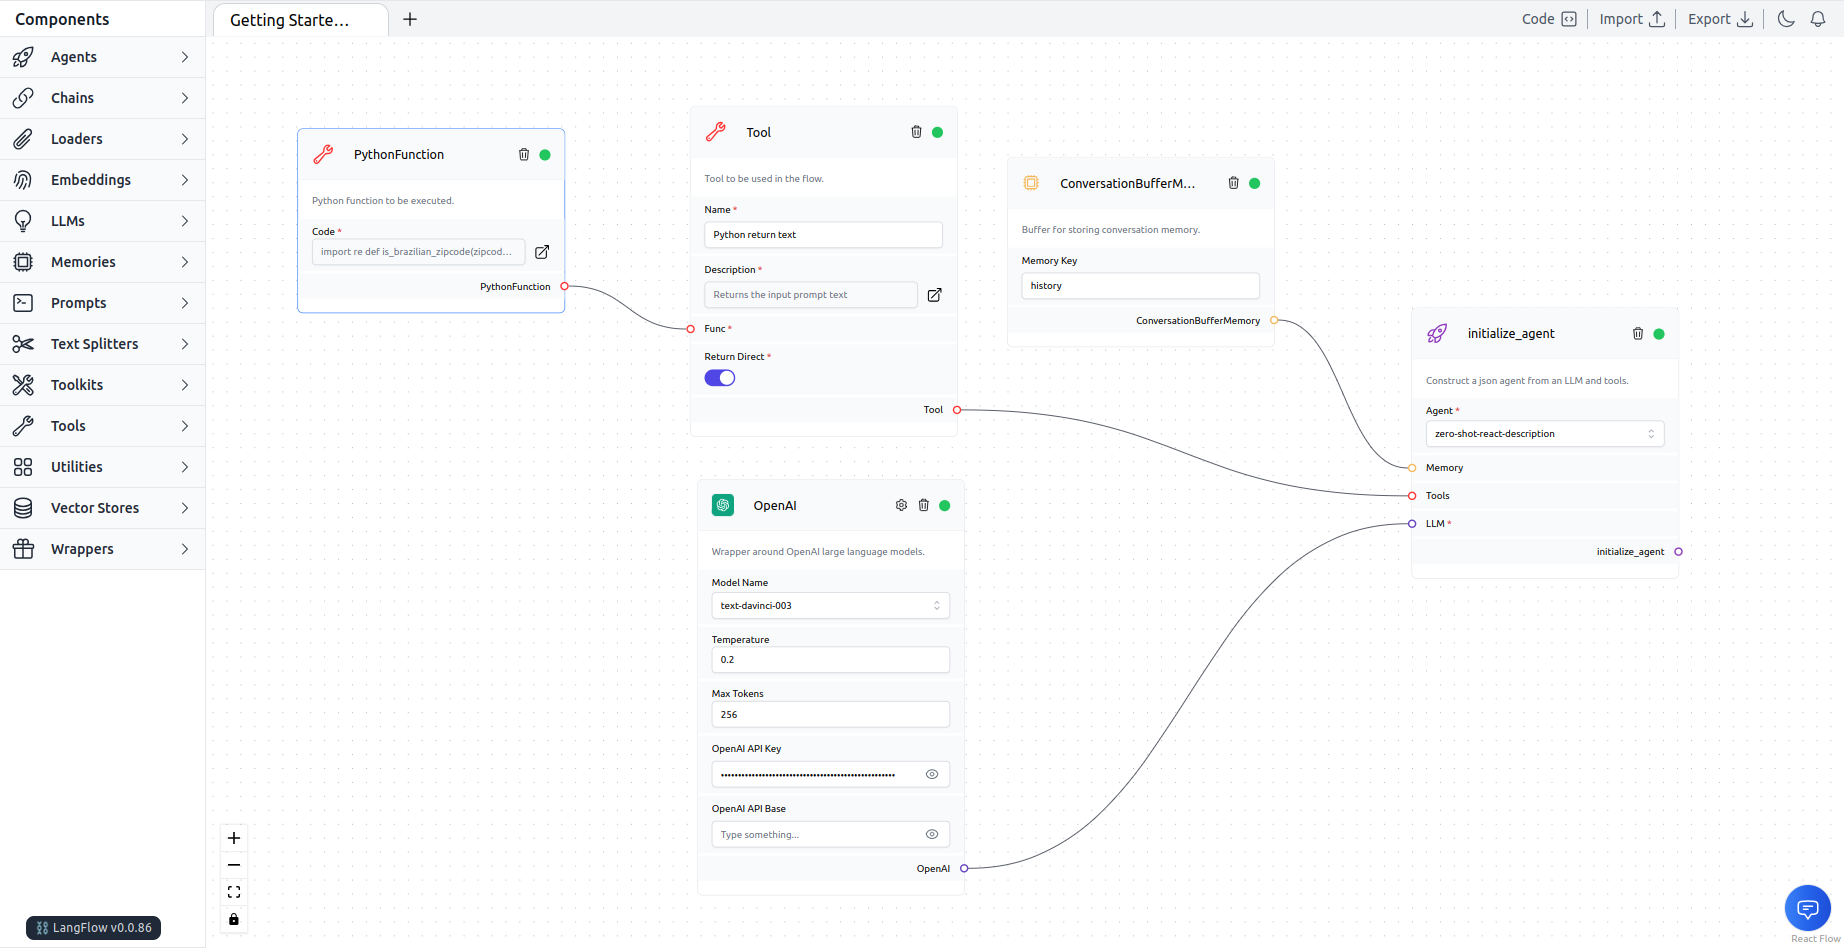 Components
Getting Starte...
Code
Import
Export
Agents
Chains
Loaders
Embeddings
LLMs
Memories
Prompts
Text Splitters
Toolkits
Tools
Utilities
Vector Stores
Wrappers
LangFlow v0.0.86
PythonFunction
Python function to be executed.
Code *
import re def is_brazilian_zipcode(zipcod...
PythonFunction
Tool
Tool to be used in the flow.
Name *
Python return text
Description *
Returns the input prompt text
Func *
Return Direct *
Tool
OpenAI
Wrapper around OpenAI large language models.
Model Name
text-davinci-003
Temperature
0.2
Max Tokens
256
OpenAI API Key
OpenAI API Base
Type something...
OpenAI
ConversationBufferM...
Buffer for storing conversation memory.
Memory Key
history
ConversationBufferMemory
initialize_agent
Construct a json agent from an LLM and tools.
Agent *
zero-shot-react-description
Memory
Tools
LLM *
initialize_agent
React Flow